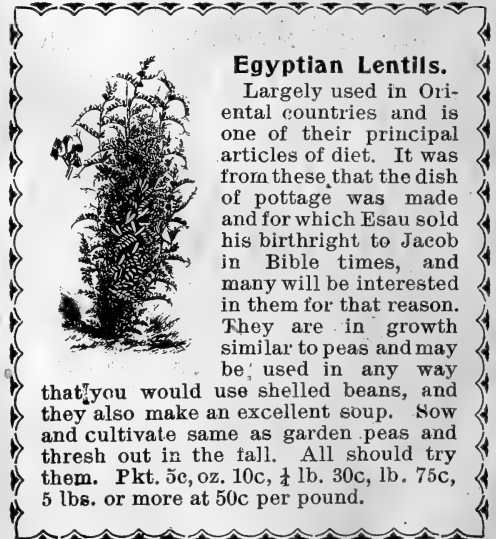 Egyptian Lentils.
Largely used in Ori-
ental countries and is
one of their principal
articles of diet. It was
from these that the dish
of pottage was made
and for which Esau sold
his birthright to Jacob
in Bible times, and
many will be interested
in them for that reason.
They are in growth
similar to peas and may
be used in any way
that you would use shelled beans, and
they also make an excellent soup. Sow
and cultivate same as garden peas and
thresh out in the fall. All should try
them. Pkt. 5c, oz. 10c, ¼ lb. 30c, lb. 75c,
5 lbs. or more at 50c per pound.